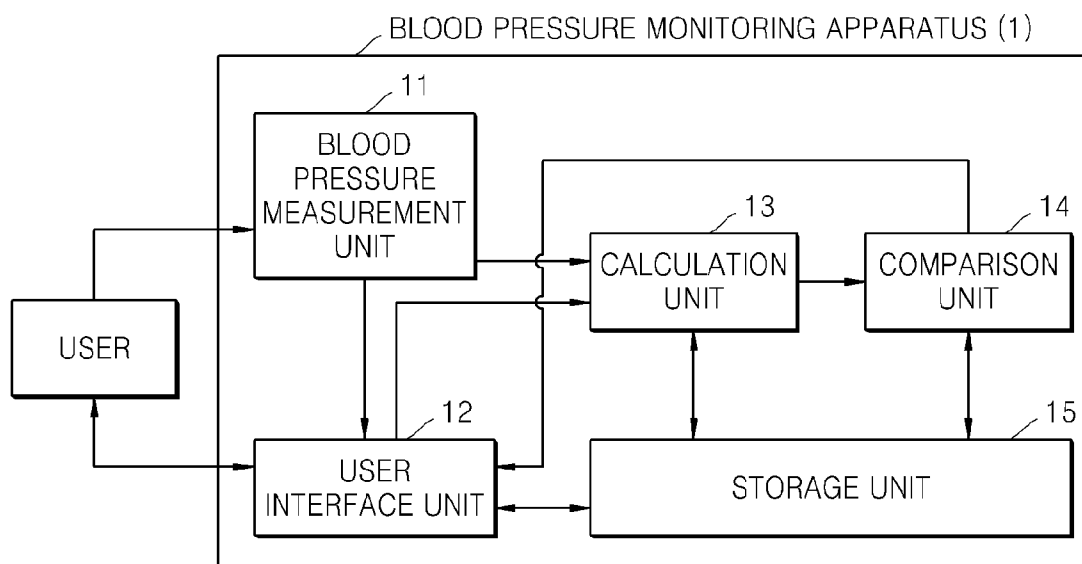 BLOOD PRESSURE MONITORING APPARATUS (1)
11
BLOOD
PRESSURE
MEASUREMENT
UNIT
13
CALCULATION
UNIT
14
COMPARISON
UNIT
USER
12
USER
INTERFACE UNIT
15
STORAGE UNIT